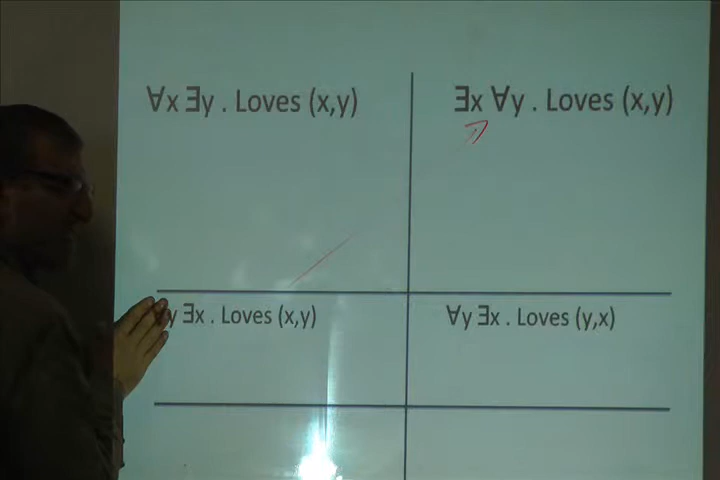 ∀x ∃y . Loves (x,y)
∃x ∀y . Loves (x,y)
∀y ∃x . Loves (x,y)
∀y ∃x . Loves (y,x)